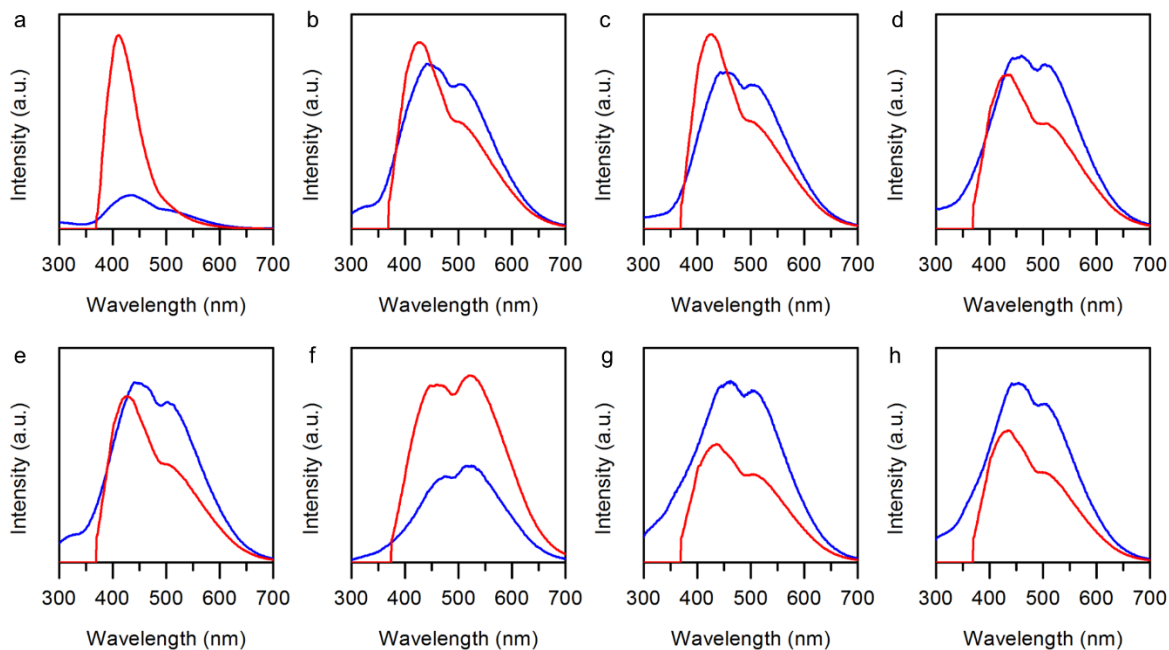 a
b
c
d
Intensity (a.u.)
Intensity (a.u.)
Intensity (a.u.)
Intensity (a.u.)
300 400 500 600 700
300 400 500 600 700
300 400 500 600 700
300 400 500 600 700
Wavelength (nm)
Wavelength (nm)
Wavelength (nm)
Wavelength (nm)
e
f
g
h
Intensity (a.u.)
Intensity (a.u.)
Intensity (a.u.)
Intensity (a.u.)
300 400 500 600 700
300 400 500 600 700
300 400 500 600 700
300 400 500 600 700
Wavelength (nm)
Wavelength (nm)
Wavelength (nm)
Wavelength (nm)